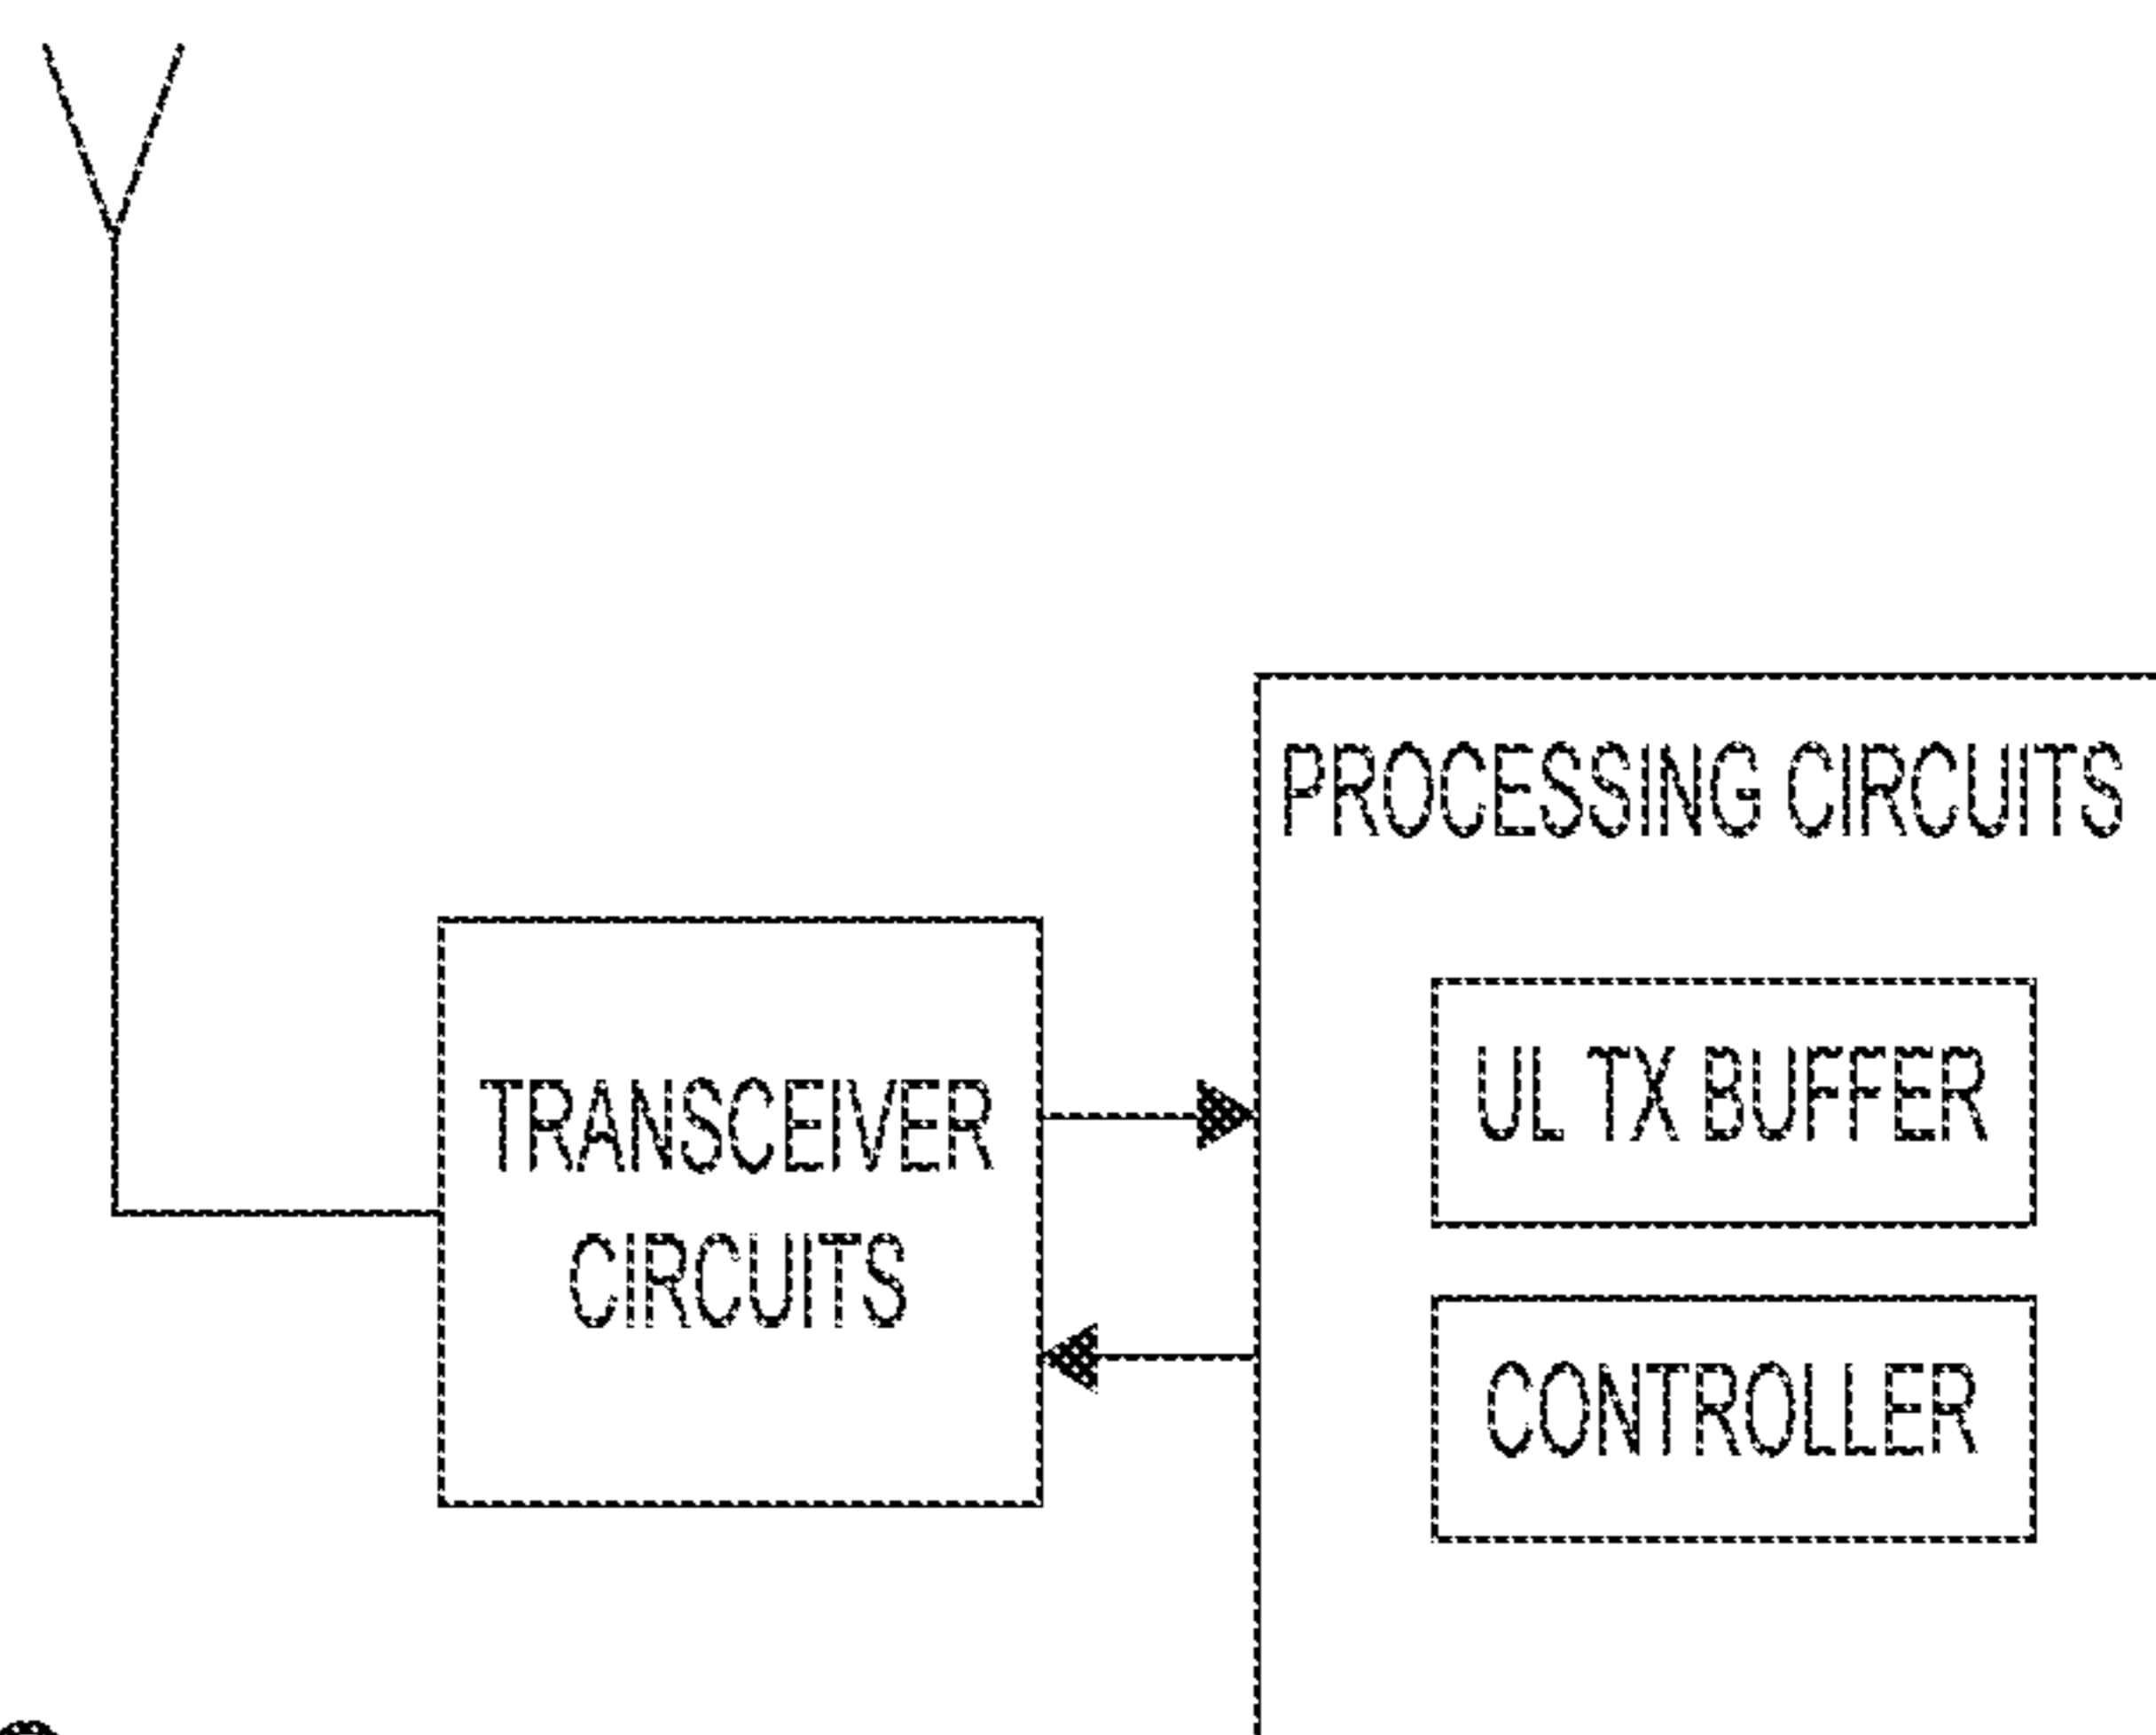 PROCESSING CIRCUITS
TRANSCEIVER
CIRCUITS
UL TX BUFFER
CONTROLLER